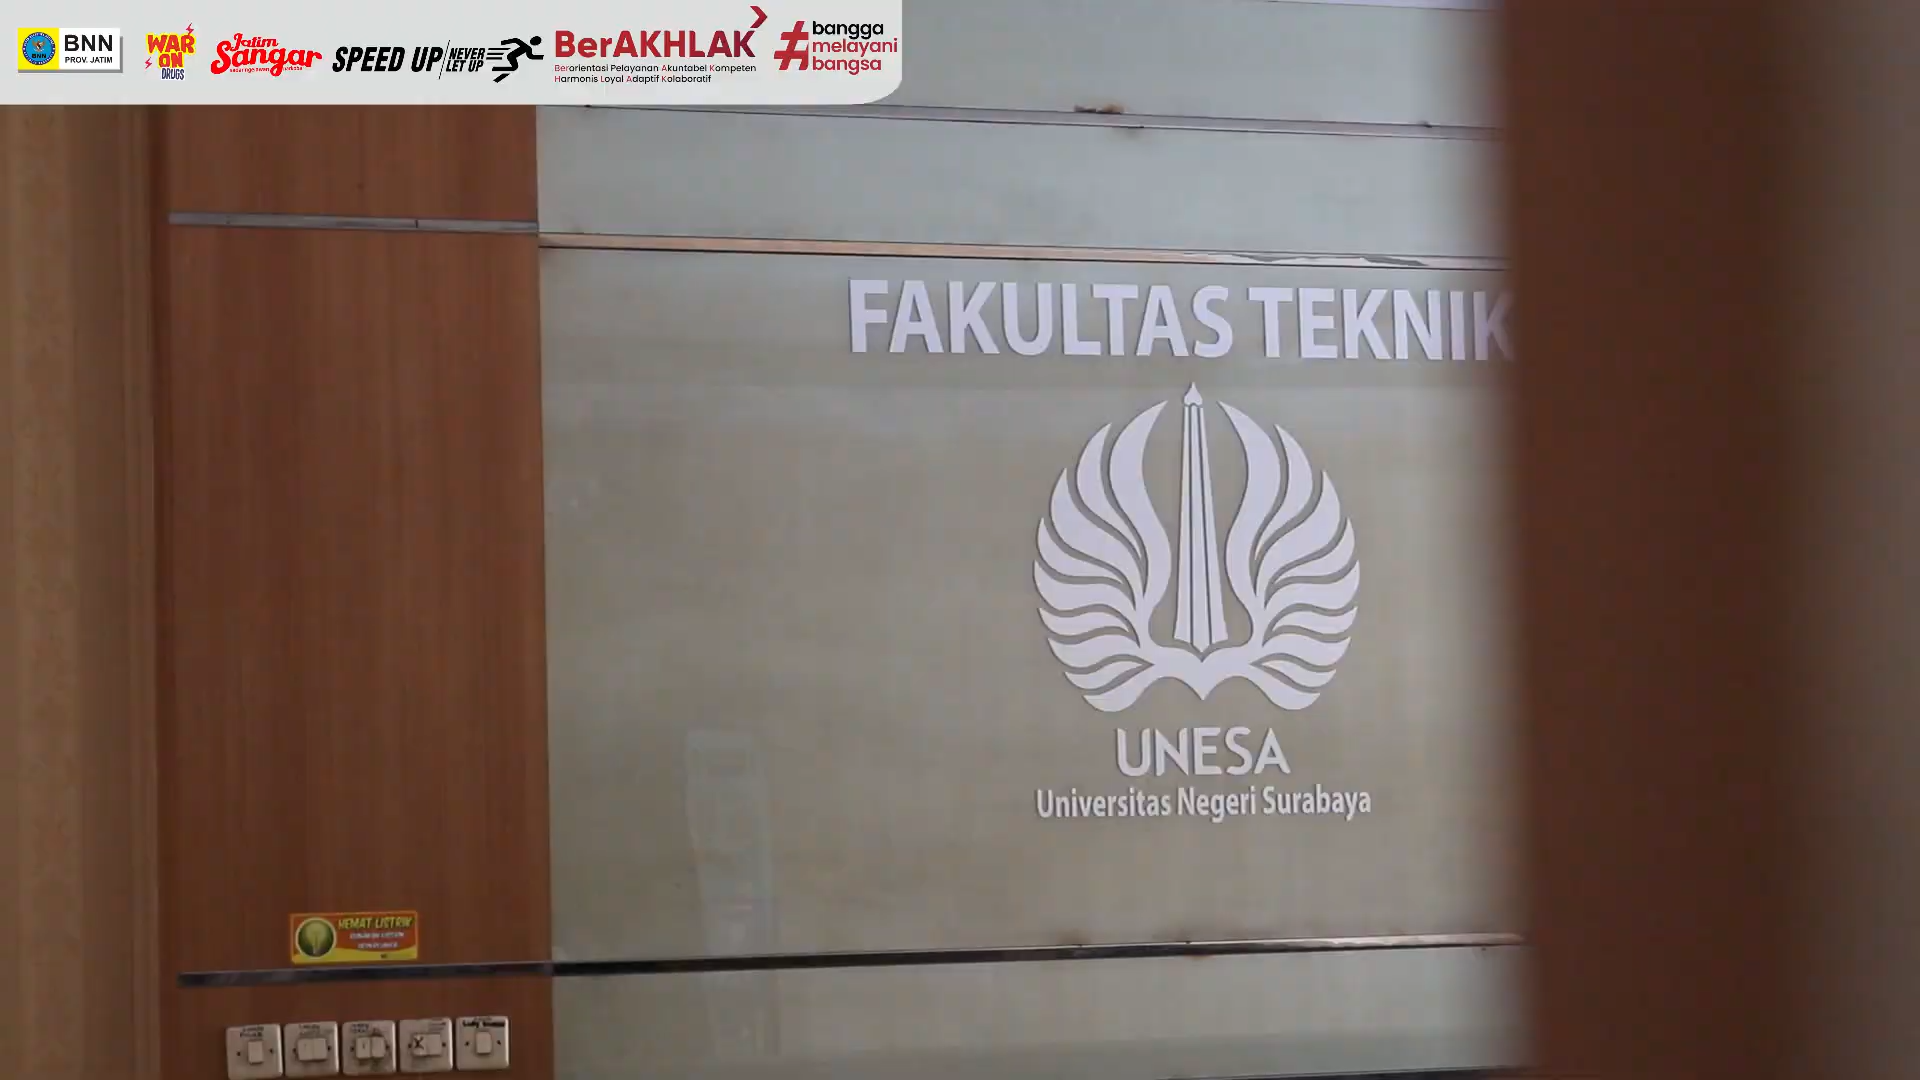 BNN
PROV. JATIM
WAR
ON
DRUGS
Jatim
Sangar
SPEED UP
NEVER
LET UP
BerAKHLAK
Berorientasi Pelayanan Akuntabel Kompeten
Harmonis Loyal Adaptif Kolaboratif
#bangga
melayani
bangsa
FAKULTAS TEKNIK
UNESA
Universitas Negeri Surabaya
HEMAT LISTRIK